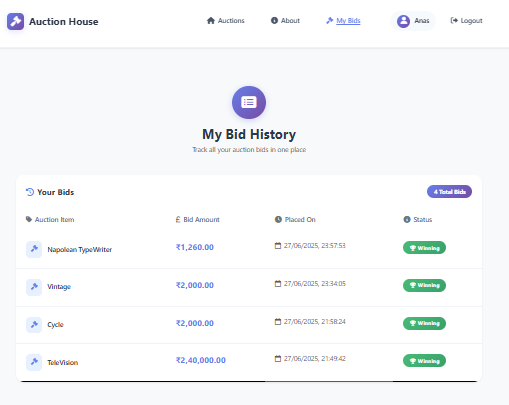 Auction House
Auctions
About
My Bids
Anas
Logout
My Bid History
Track all your auction bids in one place
Your Bids
4 Total Bids
Auction Item £ Bid Amount Placed On Status
Napolean TypeWriter ₹1,260.00 27/06/2025, 23:57:53 Winning
Vintage ₹2,000.00 27/06/2025, 23:34:05 Winning
Cycle ₹2,000.00 27/06/2025, 21:58:24 Winning
TeleVision ₹2,40,000.00 27/06/2025, 21:49:42 Winning